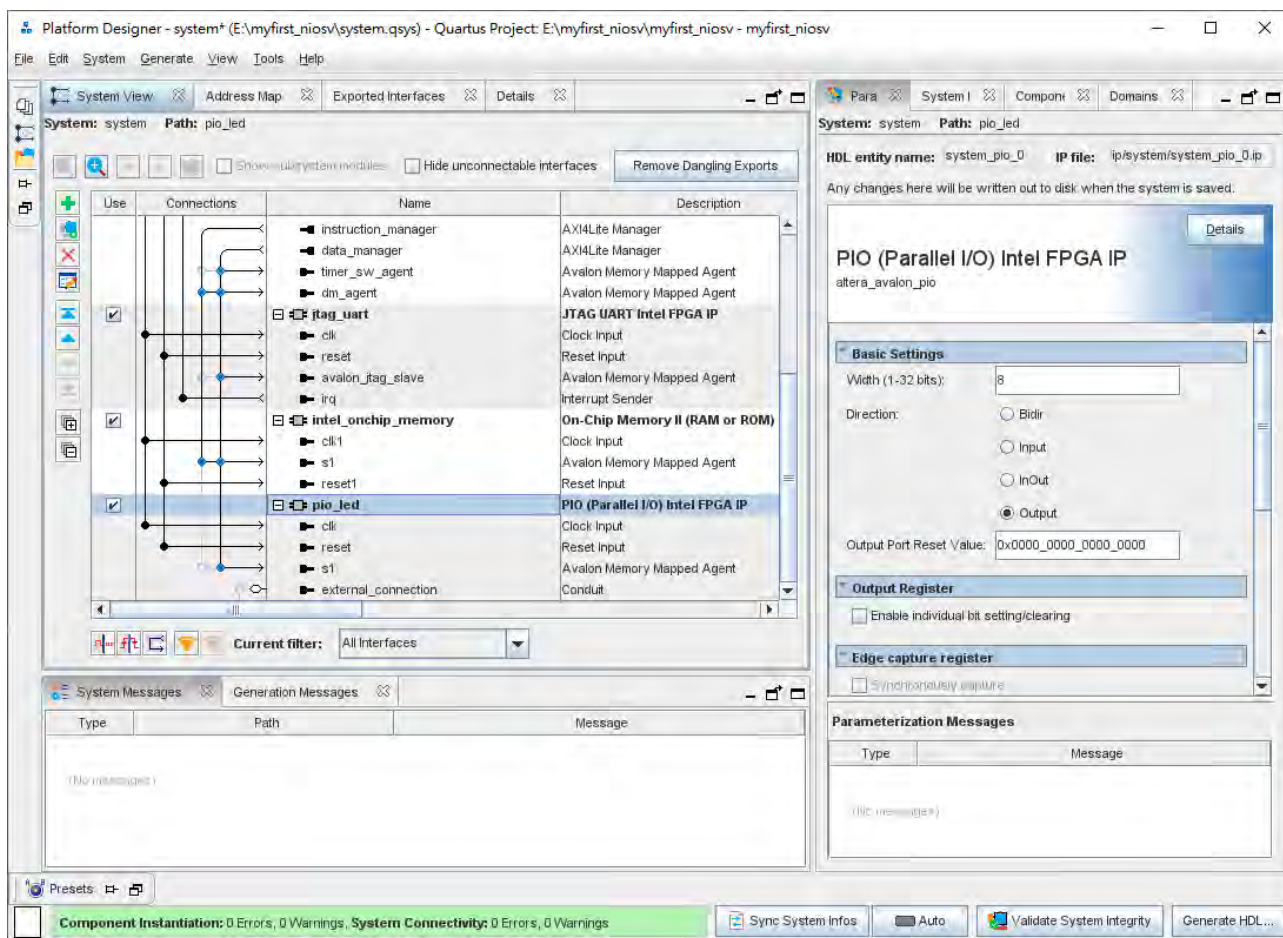 Platform Designer - system* (E:\myfirst_niosv\system.qsys) - Quartus Project: E:\myfirst_niosv\myfirst_niosv - myfirst_niosv
File Edit System Generate View Tools Help
System View Address Map Exported Interfaces Details
System: system Path: pio_led
Show subsystem modules Hide unconnectable interfaces Remove Dangling Exports
Use Connections Name Description
instruction_manager AXI4Lite Manager
data_manager AXI4Lite Manager
timer_sw_agent Avalon Memory Mapped Agent
dm_agent Avalon Memory Mapped Agent
jtag_uart JTAG UART Intel FPGA IP
clk Clock Input
reset Reset Input
avalon_jtag_slave Avalon Memory Mapped Agent
irq Interrupt Sender
intel_onchip_memory On-Chip Memory II (RAM or ROM)
clk1 Clock Input
s1 Avalon Memory Mapped Agent
reset1 Reset Input
pio_led PIO (Parallel I/O) Intel FPGA IP
clk Clock Input
reset Reset Input
s1 Avalon Memory Mapped Agent
external_connection Conduit
Current filter: All Interfaces
System Messages Generation Messages
Type Path Message
(No messages)
Para System I Compone Domains
System: system Path: pio_led
HDL entity name: system_pio_0 IP file: ip/system/system_pio_0.ip
Any changes here will be written out to disk when the system is saved.
Details
PIO (Parallel I/O) Intel FPGA IP
altera_avalon_pio
Basic Settings
Width (1-32 bits): 8
Direction: Bidir
Input
InOut
Output
Output Port Reset Value: 0x0000_0000_0000_0000
Output Register
Enable individual bit setting/clearing
Edge capture register
Synchronously capture
Parameterization Messages
Type Message
(No messages)
Presets
Component Instantiation: 0 Errors, 0 Warnings, System Connectivity: 0 Errors, 0 Warnings
Sync System Infos Auto Validate System Integrity Generate HDL...